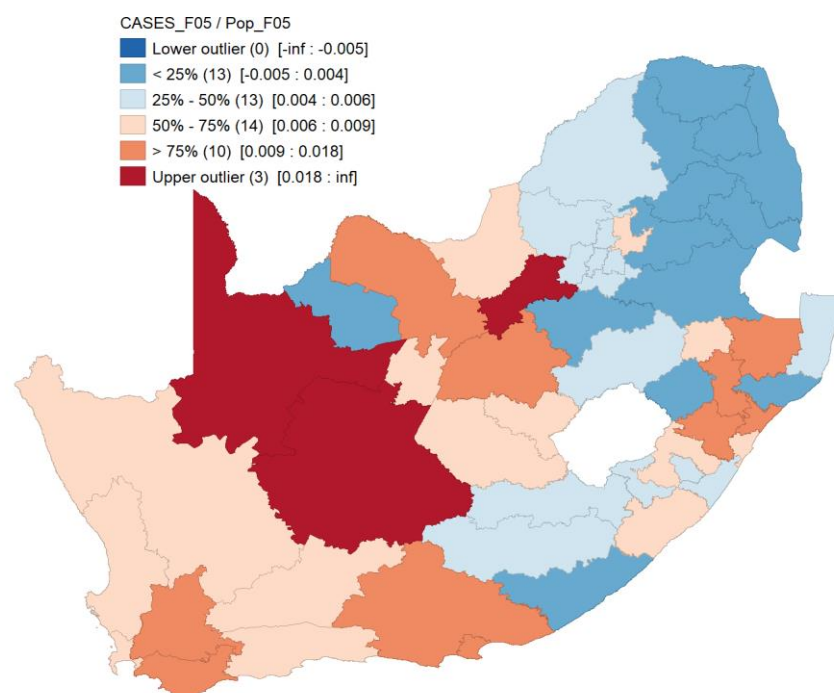 CASES_F05 / Pop_F05
Lower outlier (0) [-inf : -0.005]
< 25% (13) [-0.005 : 0.004]
25% - 50% (13) [0.004 : 0.006]
50% - 75% (14) [0.006 : 0.009]
> 75% (10) [0.009 : 0.018]
Upper outlier (3) [0.018 : inf]